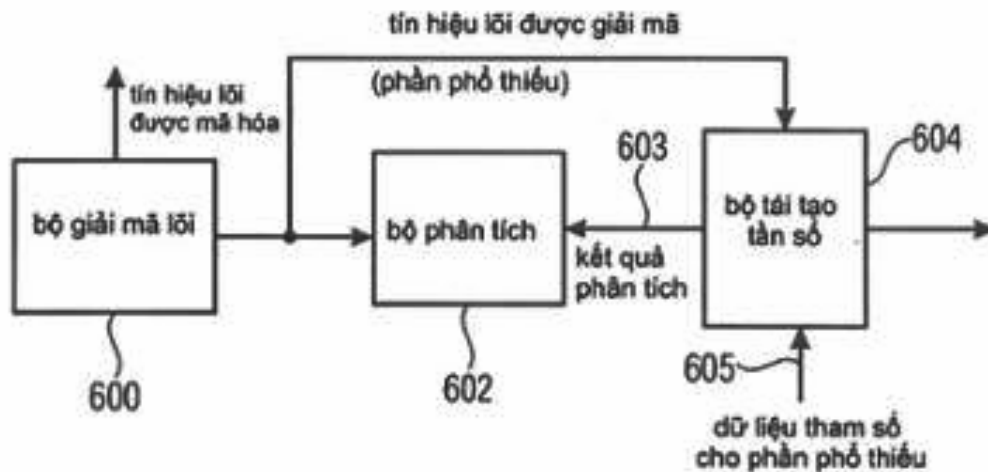 tín hiệu lõi được giải mã
(phần phổ thiếu)
tín hiệu lõi
được mã hóa
603
604
bộ giải mã lõi
bộ phân tích
bộ tái tạo
tần số
kết quả
phân tích
600
602
605
dữ liệu tham số
cho phần phổ thiếu